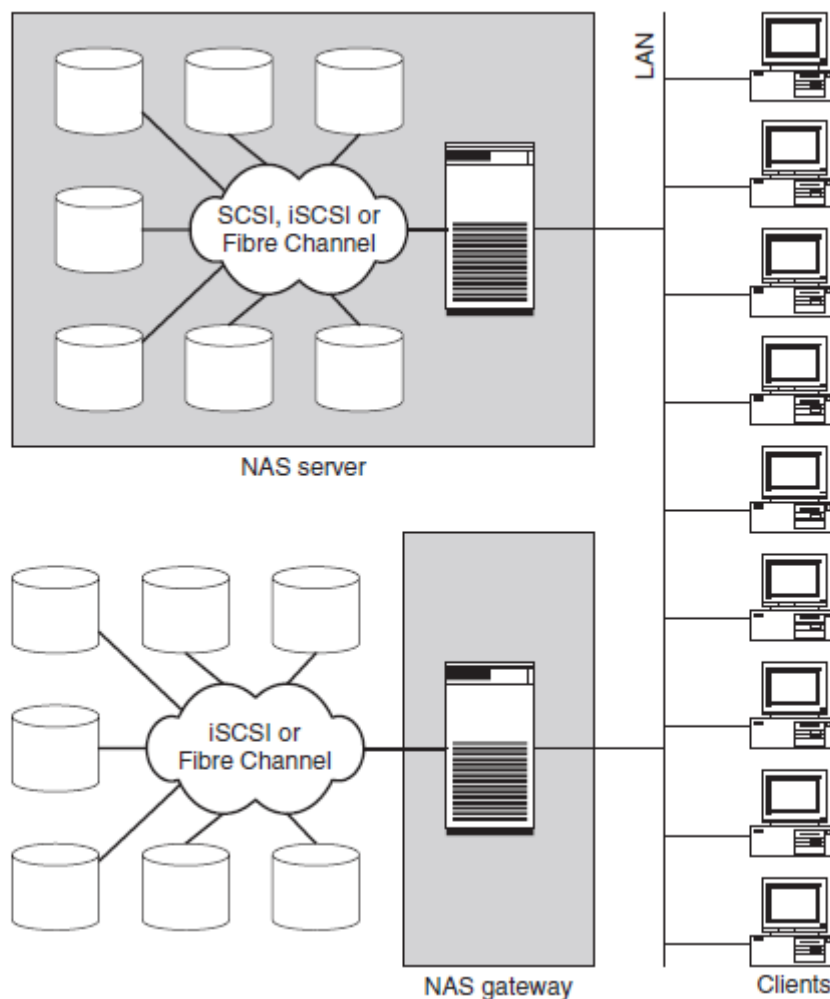 LAN
SCSI, iSCSI or
Fibre Channel
NAS server
iSCSI or
Fibre Channel
NAS gateway
Clients